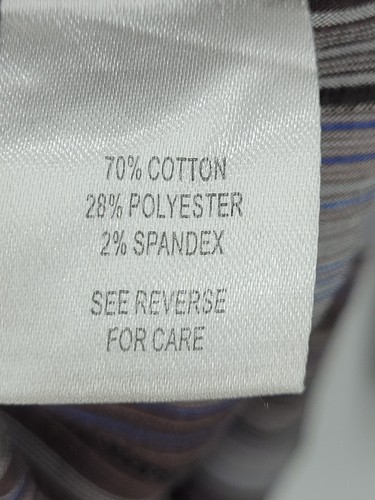 70% COTTON
28% POLYESTER
2% SPANDEX
SEE REVERSE
FOR CARE